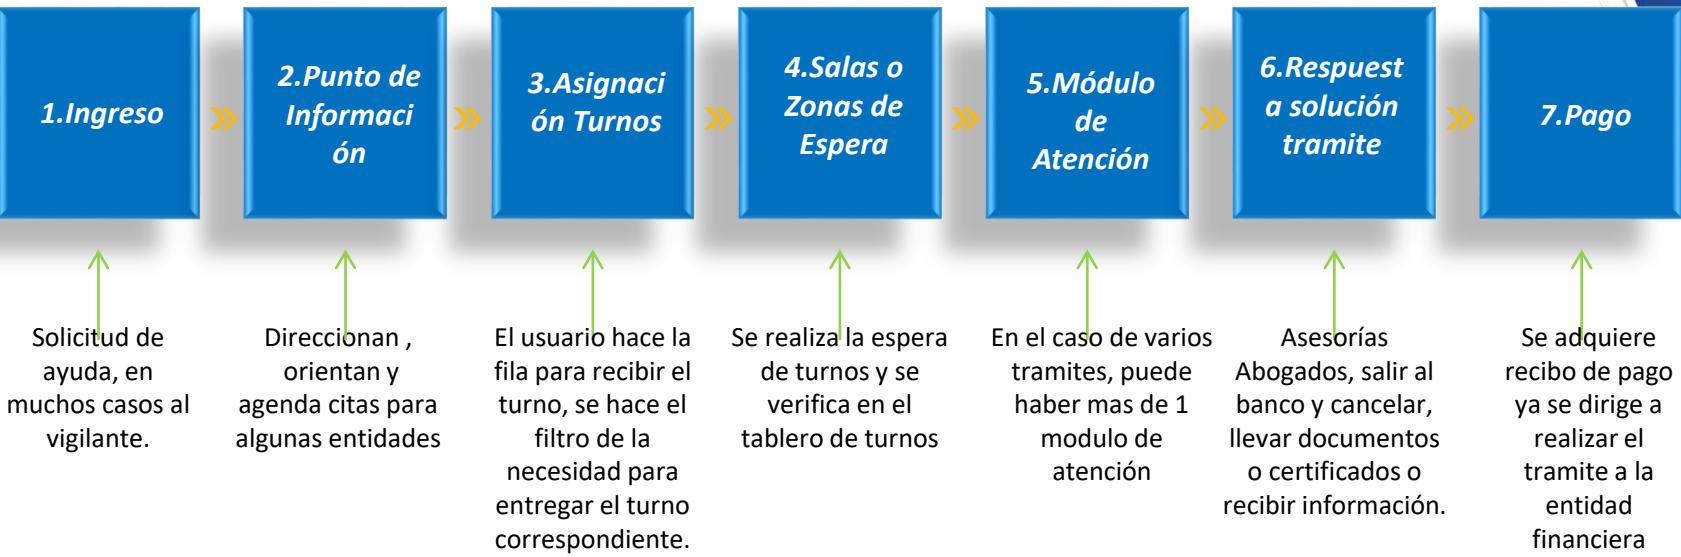 1.Ingreso
2.Punto de
Informaci
ón
3.Asignaci
ón Turnos
4.Salas o
Zonas de
Espera
5.Módulo
de
Atención
6.Respuest
a solución
tramite
7.Pago
Solicitud de
ayuda, en
muchos casos al
vigilante.
Direccionan ,
orientan y
agenda citas para
algunas entidades
El usuario hace la
fila para recibir el
turno, se hace el
filtro de la
necesidad para
entregar el turno
correspondiente.
Se realiza la espera
de turnos y se
verifica en el
tablero de turnos
En el caso de varios
tramites, puede
haber mas de 1
modulo de
atención
Asesorías
Abogados, salir al
banco y cancelar,
llevar documentos
o certificados o
recibir información.
Se adquiere
recibo de pago
ya se dirige a
realizar el
tramite a la
entidad
financiera